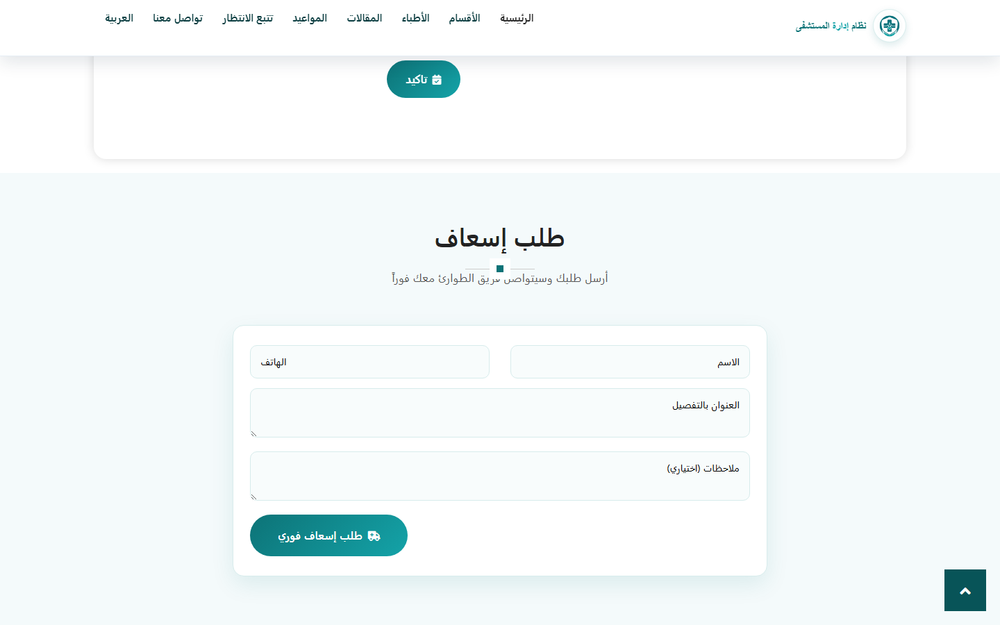 نظام إدارة المستشفى
الرئيسية
الأقسام
الأطباء
المقالات
المواعيد
تتبع الانتظار
تواصل معنا
العربية
تاكيد
طلب إسعاف
أرسل طلبك وسيتواصل فريق الطوارئ معك فوراً
الاسم
الهاتف
العنوان بالتفصيل
ملاحظات (اختياري)
طلب إسعاف فوري